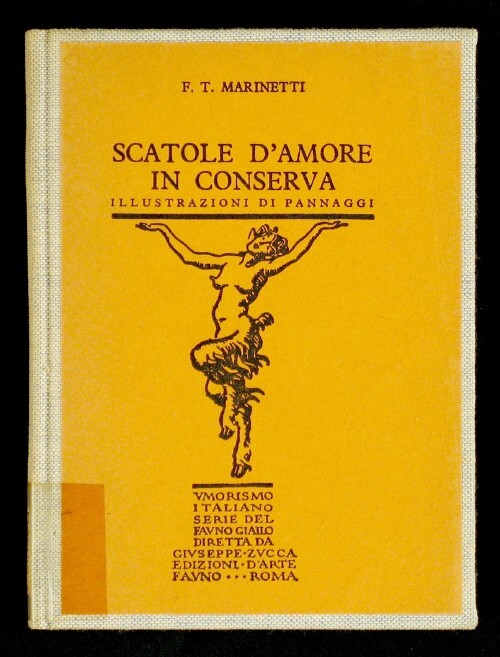 F. T. MARINETTI
SCATOLE D'AMORE
IN CONSERVA
ILLUSTRAZIONI DI PANNAGGI
VMORISMO
ITALIANO
SERIE DEL
FAVNO GIALLO
DIRETTA DA
GIVSEPPE·ZVCCA
EDIZIONI·D'ARTE
FAVNO···ROMA